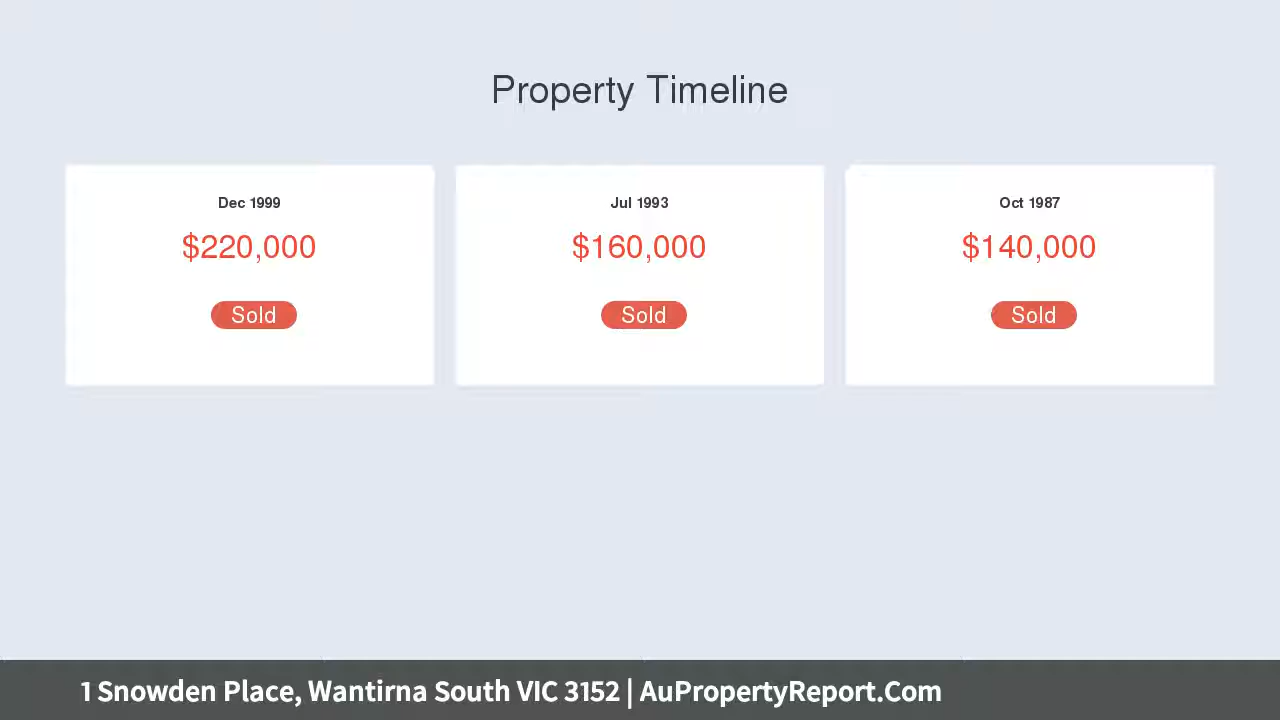 Property Timeline
Dec 1999
$220,000
Sold
Jul 1993
$160,000
Sold
Oct 1987
$140,000
Sold
1 Snowden Place, Wantirna South VIC 3152 | AuPropertyReport.Com